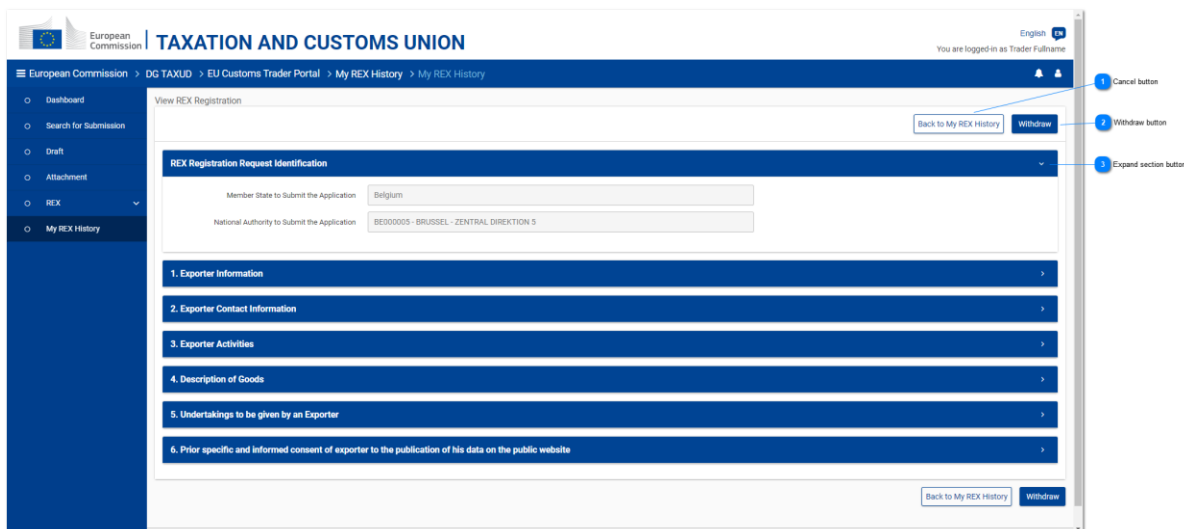 European
Commission
TAXATION AND CUSTOMS UNION
English EN
You are logged-in as Trader Fullname
European Commission > DG TAXUD > EU Customs Trader Portal > My REX History > My REX History
1 Cancel button
Dashboard
View REX Registration
Search for Submission
Back to My REX History
Withdraw
2 Withdraw button
Draft
REX Registration Request Identification
3 Expand section button
Attachment
Member State to Submit the Application
Belgium
REX
National Authority to Submit the Application
BE000005 - BRUSSEL - ZENTRAL DIREKTION 5
My REX History
1. Exporter Information
2. Exporter Contact Information
3. Exporter Activities
4. Description of Goods
5. Undertakings to be given by an Exporter
6. Prior specific and informed consent of exporter to the publication of his data on the public website
Back to My REX History
Withdraw